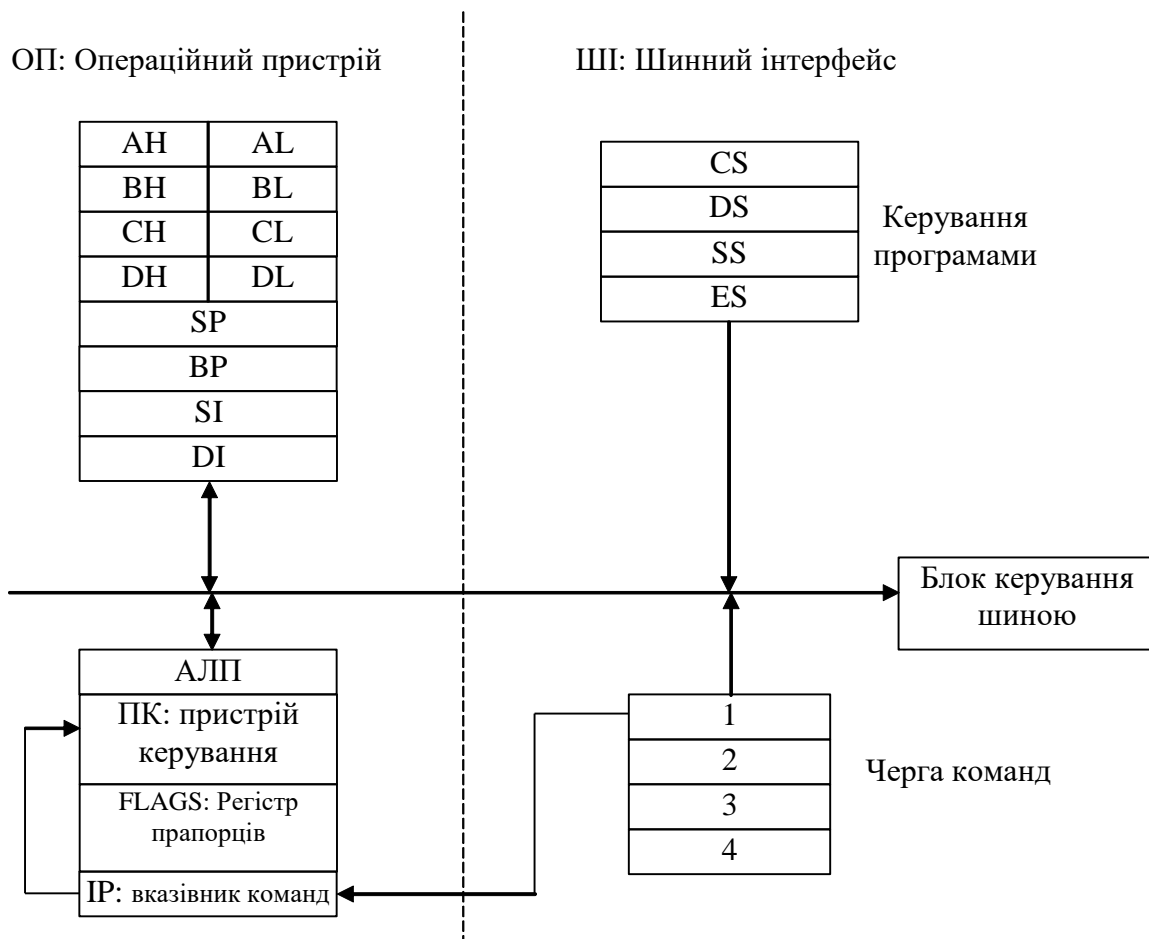 ОП: Операційний пристрій
AH AL
BH BL
CH CL
DH DL
SP
BP
SI
DI
АЛП
ПК: пристрій
керування
FLAGS: Регістр
прапорців
IP: вказівник команд
ШІ: Шинний інтерфейс
CS
DS
SS
ES
Керування
програмами
Блок керування
шиною
1
2
3
4
Черга команд